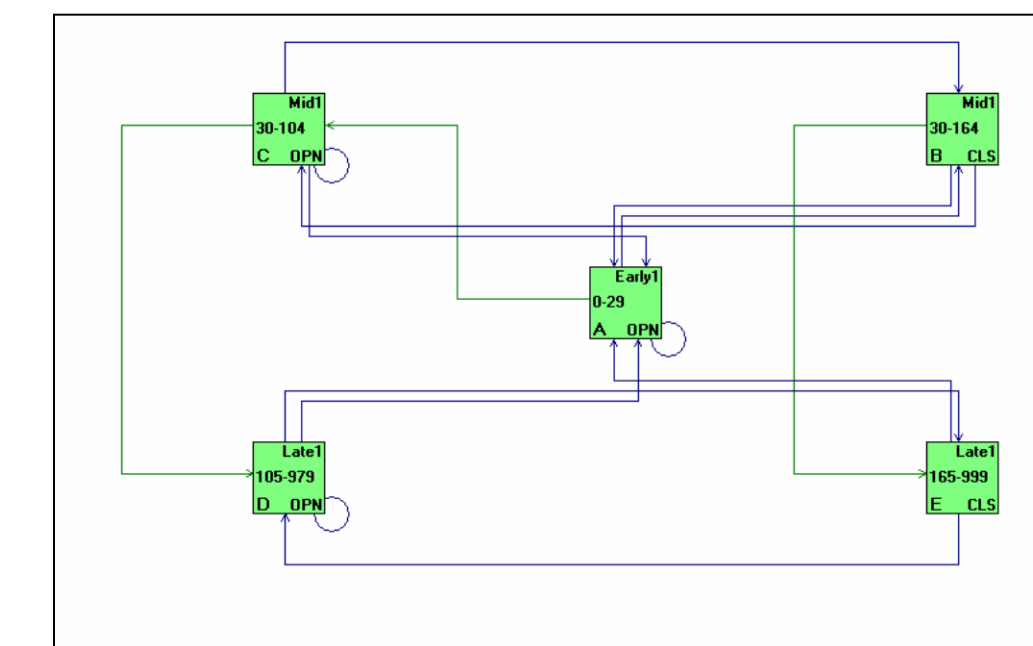 Mid1
30-104
C OPN
Mid1
30-164
B CLS
Early1
0-29
A OPN
Late1
105-979
D OPN
Late1
165-999
E CLS